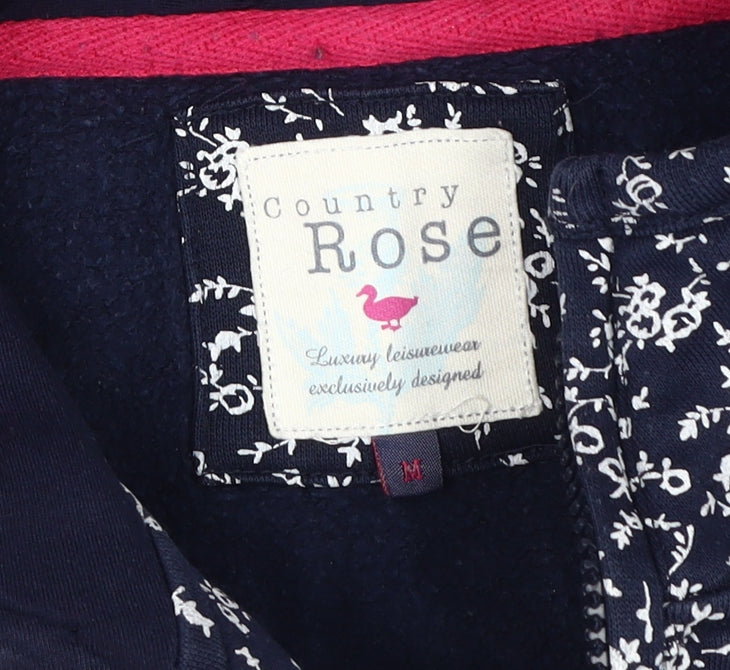 Country
Rose
Luxury leisurewear
exclusively designed
M